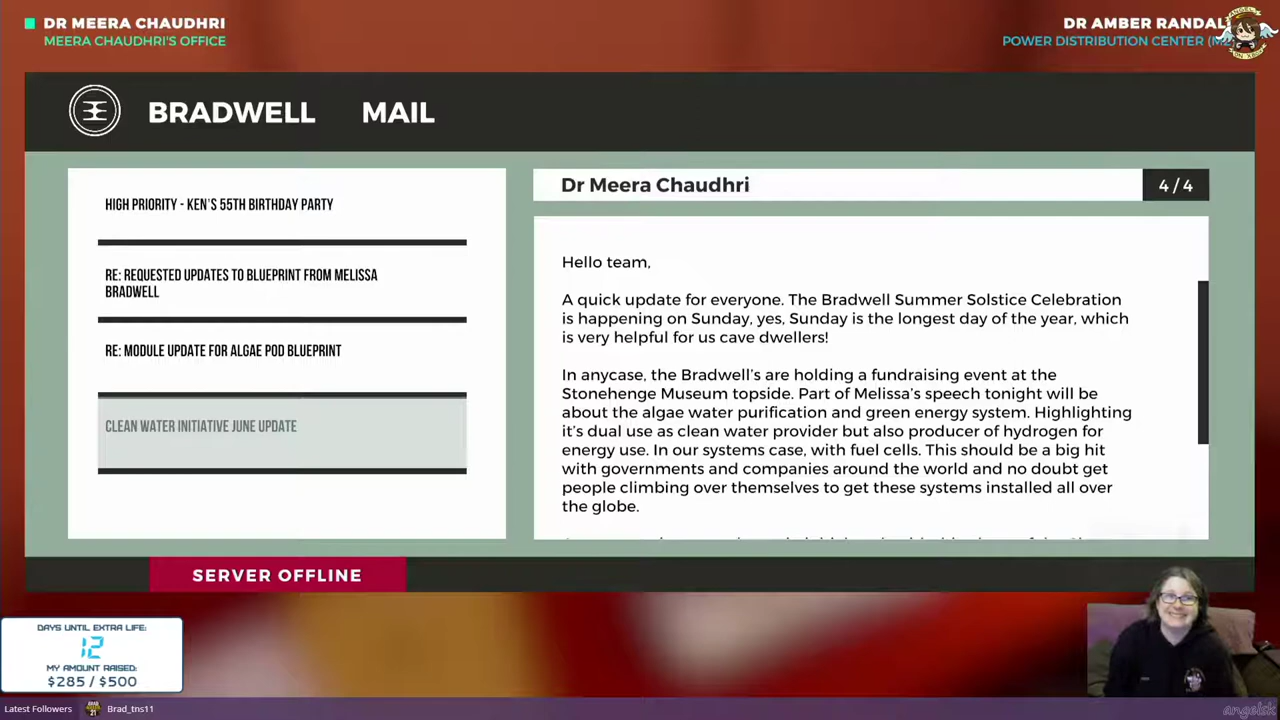 DR MEERA CHAUDHRI
MEERA CHAUDHRI'S OFFICE
DR AMBER RANDAL
POWER DISTRIBUTION CENTER
BRADWELL MAIL
HIGH PRIORITY - KEN'S 55TH BIRTHDAY PARTY
RE: REQUESTED UPDATES TO BLUEPRINT FROM MELISSA
BRADWELL
RE: MODULE UPDATE FOR ALGAE POD BLUEPRINT
CLEAN WATER INITIATIVE JUNE UPDATE
Dr Meera Chaudhri
4 / 4
Hello team,
A quick update for everyone. The Bradwell Summer Solstice Celebration
is happening on Sunday, yes, Sunday is the longest day of the year, which
is very helpful for us cave dwellers!
In anycase, the Bradwell's are holding a fundraising event at the
Stonehenge Museum topside. Part of Melissa's speech tonight will be
about the algae water purification and green energy system. Highlighting
it's dual use as clean water provider but also producer of hydrogen for
energy use. In our systems case, with fuel cells. This should be a big hit
with governments and companies around the world and no doubt get
people climbing over themselves to get these systems installed all over
the globe.
SERVER OFFLINE
DAYS UNTIL EXTRA LIFE:
12
MY AMOUNT RAISED:
$285 / $500
Latest Followers
Brad_tns11
angelsk